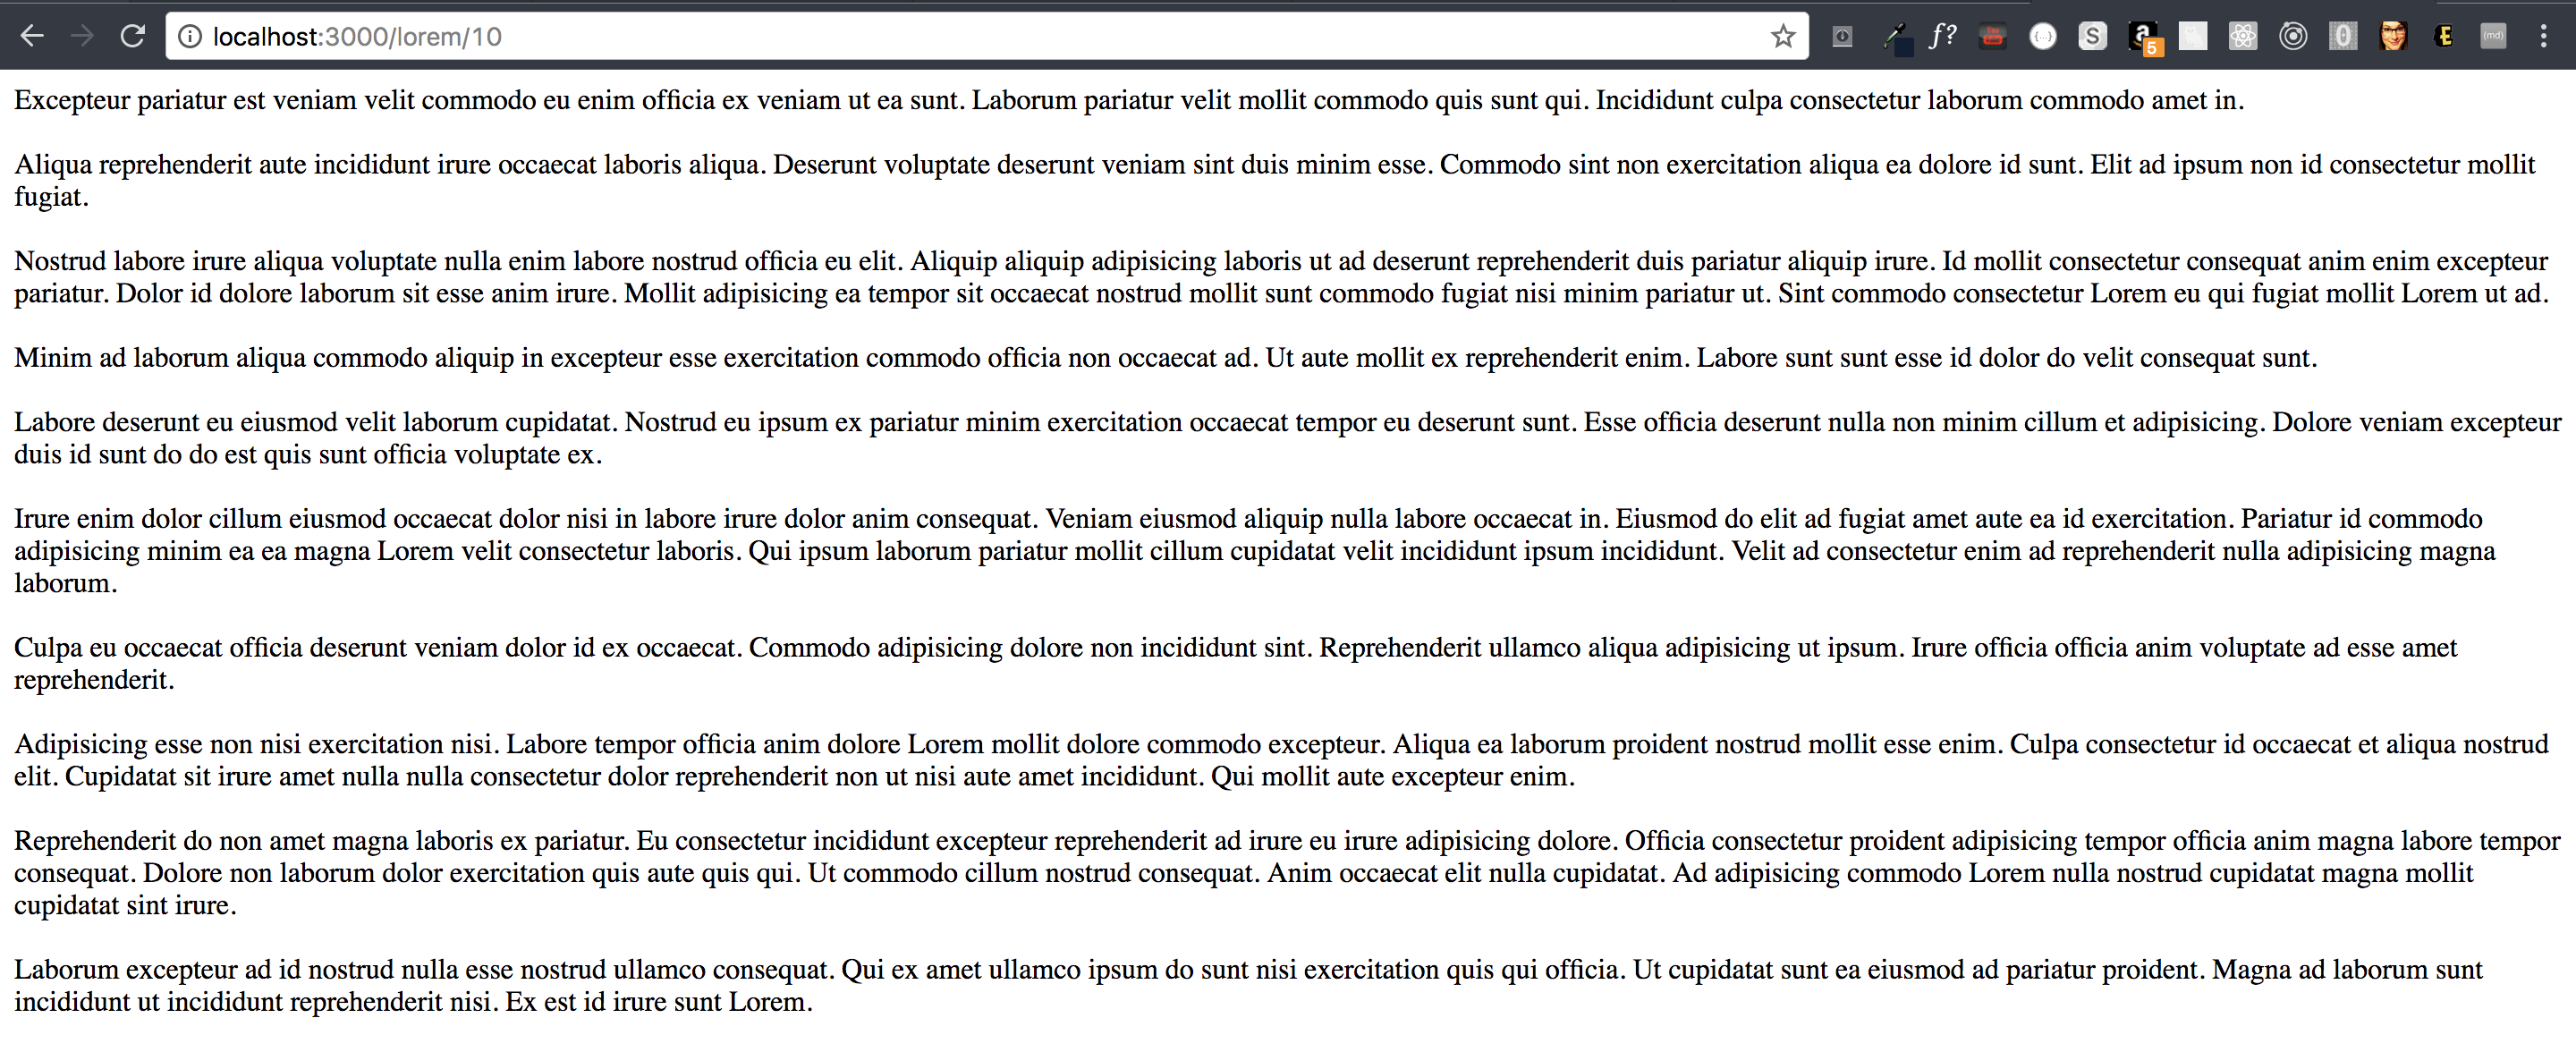 localhost:3000/lorem/10
f?
You
{...}
S
a
5
0
E
(md)
Excepteur pariatur est veniam velit commodo eu enim officia ex veniam ut ea sunt. Laborum pariatur velit mollit commodo quis sunt qui. Incididunt culpa consectetur laborum commodo amet in.
Aliqua reprehenderit aute incididunt irure occaecat laboris aliqua. Deserunt voluptate deserunt veniam sint duis minim esse. Commodo sint non exercitation aliqua ea dolore id sunt. Elit ad ipsum non id consectetur mollit
fugiat.
Nostrud labore irure aliqua voluptate nulla enim labore nostrud officia eu elit. Aliquip aliquip adipisicing laboris ut ad deserunt reprehenderit duis pariatur aliquip irure. Id mollit consectetur consequat anim enim excepteur
pariatur. Dolor id dolore laborum sit esse anim irure. Mollit adipisicing ea tempor sit occaecat nostrud mollit sunt commodo fugiat nisi minim pariatur ut. Sint commodo consectetur Lorem eu qui fugiat mollit Lorem ut ad.
Minim ad laborum aliqua commodo aliquip in excepteur esse exercitation commodo officia non occaecat ad. Ut aute mollit ex reprehenderit enim. Labore sunt sunt esse id dolor do velit consequat sunt.
Labore deserunt eu eiusmod velit laborum cupidatat. Nostrud eu ipsum ex pariatur minim exercitation occaecat tempor eu deserunt sunt. Esse officia deserunt nulla non minim cillum et adipisicing. Dolore veniam excepteur
duis id sunt do do est quis sunt officia voluptate ex.
Irure enim dolor cillum eiusmod occaecat dolor nisi in labore irure dolor anim consequat. Veniam eiusmod aliquip nulla labore occaecat in. Eiusmod do elit ad fugiat amet aute ea id exercitation. Pariatur id commodo
adipisicing minim ea ea magna Lorem velit consectetur laboris. Qui ipsum laborum pariatur mollit cillum cupidatat velit incididunt ipsum incididunt. Velit ad consectetur enim ad reprehenderit nulla adipisicing magna
laborum.
Culpa eu occaecat officia deserunt veniam dolor id ex occaecat. Commodo adipisicing dolore non incididunt sint. Reprehenderit ullamco aliqua adipisicing ut ipsum. Irure officia officia anim voluptate ad esse amet
reprehenderit.
Adipisicing esse non nisi exercitation nisi. Labore tempor officia anim dolore Lorem mollit dolore commodo excepteur. Aliqua ea laborum proident nostrud mollit esse enim. Culpa consectetur id occaecat et aliqua nostrud
elit. Cupidatat sit irure amet nulla nulla consectetur dolor reprehenderit non ut nisi aute amet incididunt. Qui mollit aute excepteur enim.
Reprehenderit do non amet magna laboris ex pariatur. Eu consectetur incididunt excepteur reprehenderit ad irure eu irure adipisicing dolore. Officia consectetur proident adipisicing tempor officia anim magna labore tempor
consequat. Dolore non laborum dolor exercitation quis aute quis qui. Ut commodo cillum nostrud consequat. Anim occaecat elit nulla cupidatat. Ad adipisicing commodo Lorem nulla nostrud cupidatat magna mollit
cupidatat sint irure.
Laborum excepteur ad id nostrud nulla esse nostrud ullamco consequat. Qui ex amet ullamco ipsum do sunt nisi exercitation quis qui officia. Ut cupidatat sunt ea eiusmod ad pariatur proident. Magna ad laborum sunt
incididunt ut incididunt reprehenderit nisi. Ex est id irure sunt Lorem.